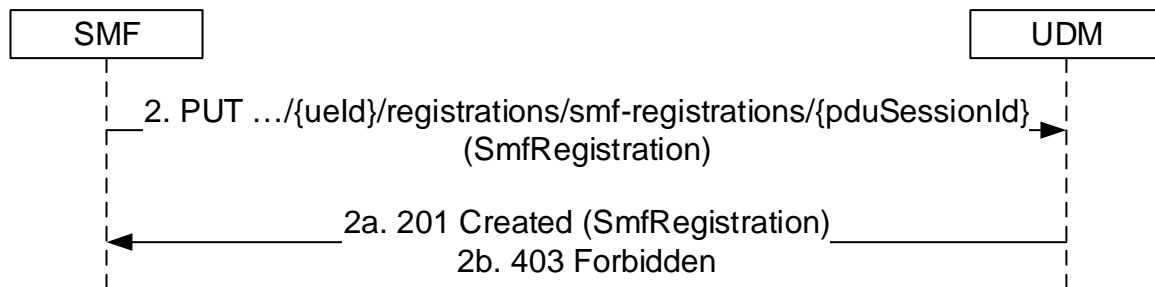 SMF
UDM
2. PUT …/{ueId}/registrations/smf-registrations/{pduSessionId}
(SmfRegistration)
2a. 201 Created (SmfRegistration)
2b. 403 Forbidden